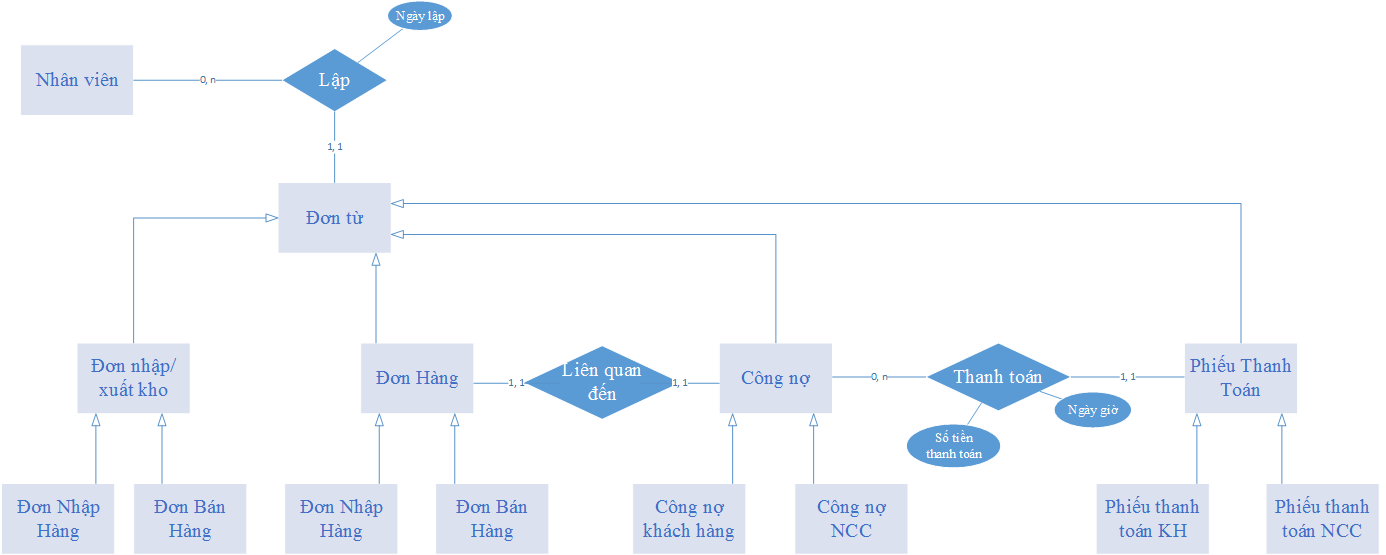 Ngày lập
Nhân viên
0, n
Lập
1, 1
Đơn từ
Đơn nhập/
xuất kho
Đơn Hàng
1, 1
Liên quan
đến
1, 1
Công nợ
0, n
Thanh toán
1, 1
Phiếu Thanh
Toán
Số tiền
thanh toán
Ngày giờ
Đơn Nhập
Hàng
Đơn Bán
Hàng
Đơn Nhập
Hàng
Đơn Bán
Hàng
Công nợ
khách hàng
Công nợ
NCC
Phiếu thanh
toán KH
Phiếu thanh
toán NCC